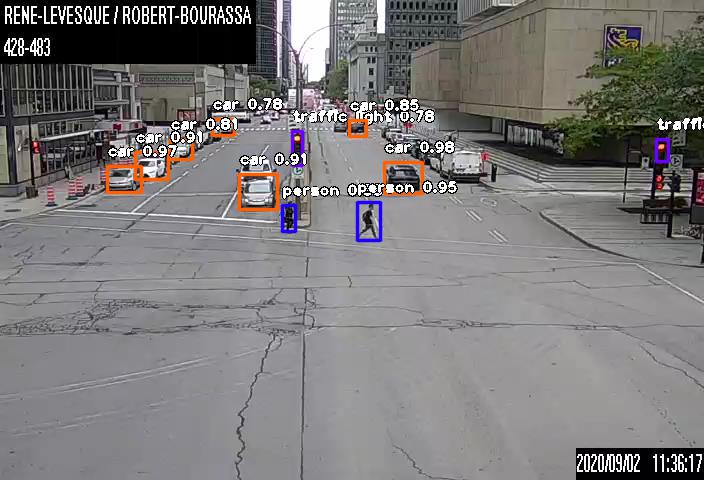 RENE-LEVESQUE / ROBERT-BOURASSA
428-483
car 0.78
car 0.85
traffic light 0.78
car 0.81
traffic
car 0.91
car 0.98
car 0.97
car 0.91
person
person 0.95
RBC
2020/09/02 11:36:17